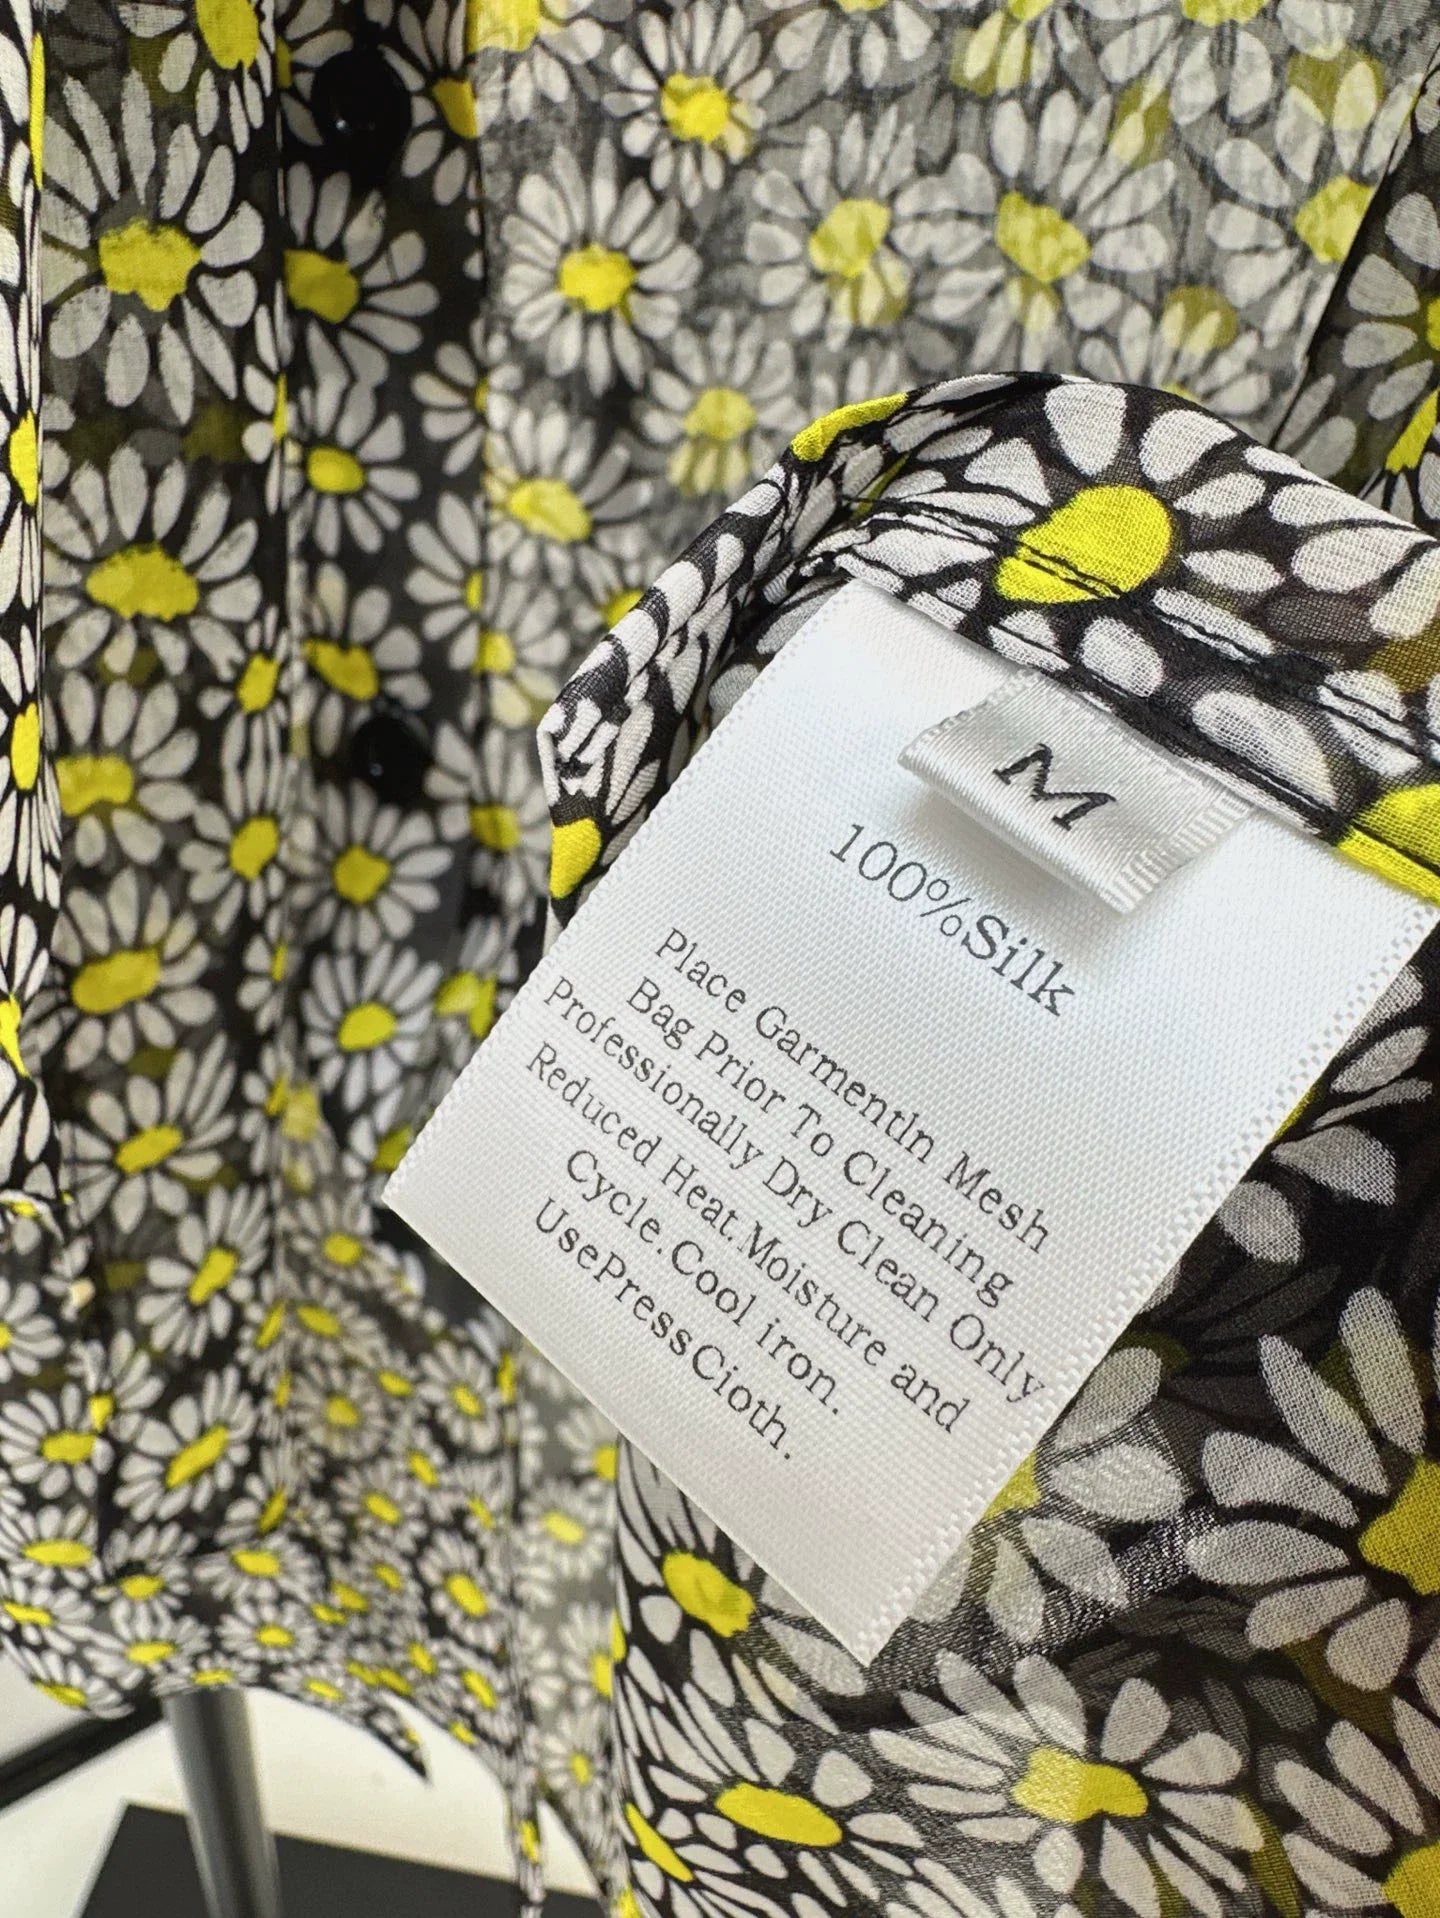 M
100%Silk
Place Garmentln Mesh
Bag Prior To Cleaning
Professionally Dry Clean Only
Reduced Heat.Moisture and
Cycle.Cool iron.
UsePressCioth.